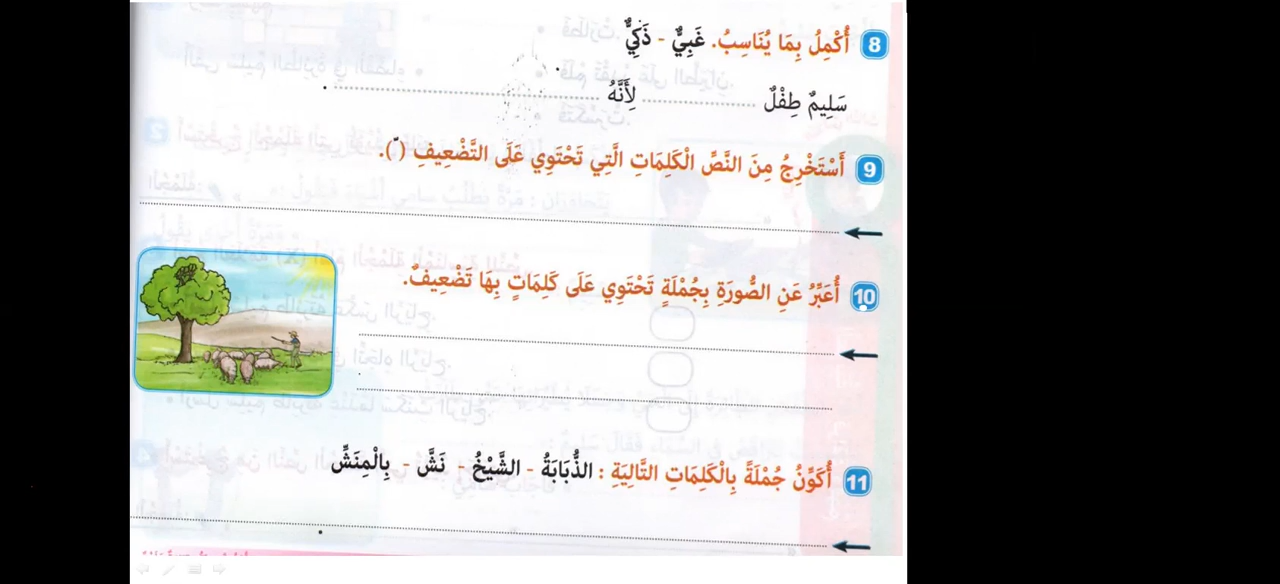 8 أُكْمِلُ بِمَا يُنَاسِبُ. غَبِيٌّ - ذَكِيٌّ
سَلِيمٌ طِفْلٌ .................... لِأَنَّهُ .................... .
9 أَسْتَخْرِجُ مِنَ النَّصِّ الْكَلِمَاتِ الَّتِي تَحْتَوِي عَلَى التَّضْعِيفِ ( ّ ).
10 أُعَبِّرُ عَنِ الصُّورَةِ بِجُمْلَةٍ تَحْتَوِي عَلَى كَلِمَاتٍ بِهَا تَضْعِيفٌ.
11 أُكَوِّنُ جُمْلَةً بِالْكَلِمَاتِ التَّالِيَةِ : الذُّبَابَةُ - الشَّيْخُ - نَشَّ - بِالْمِنَشِّ